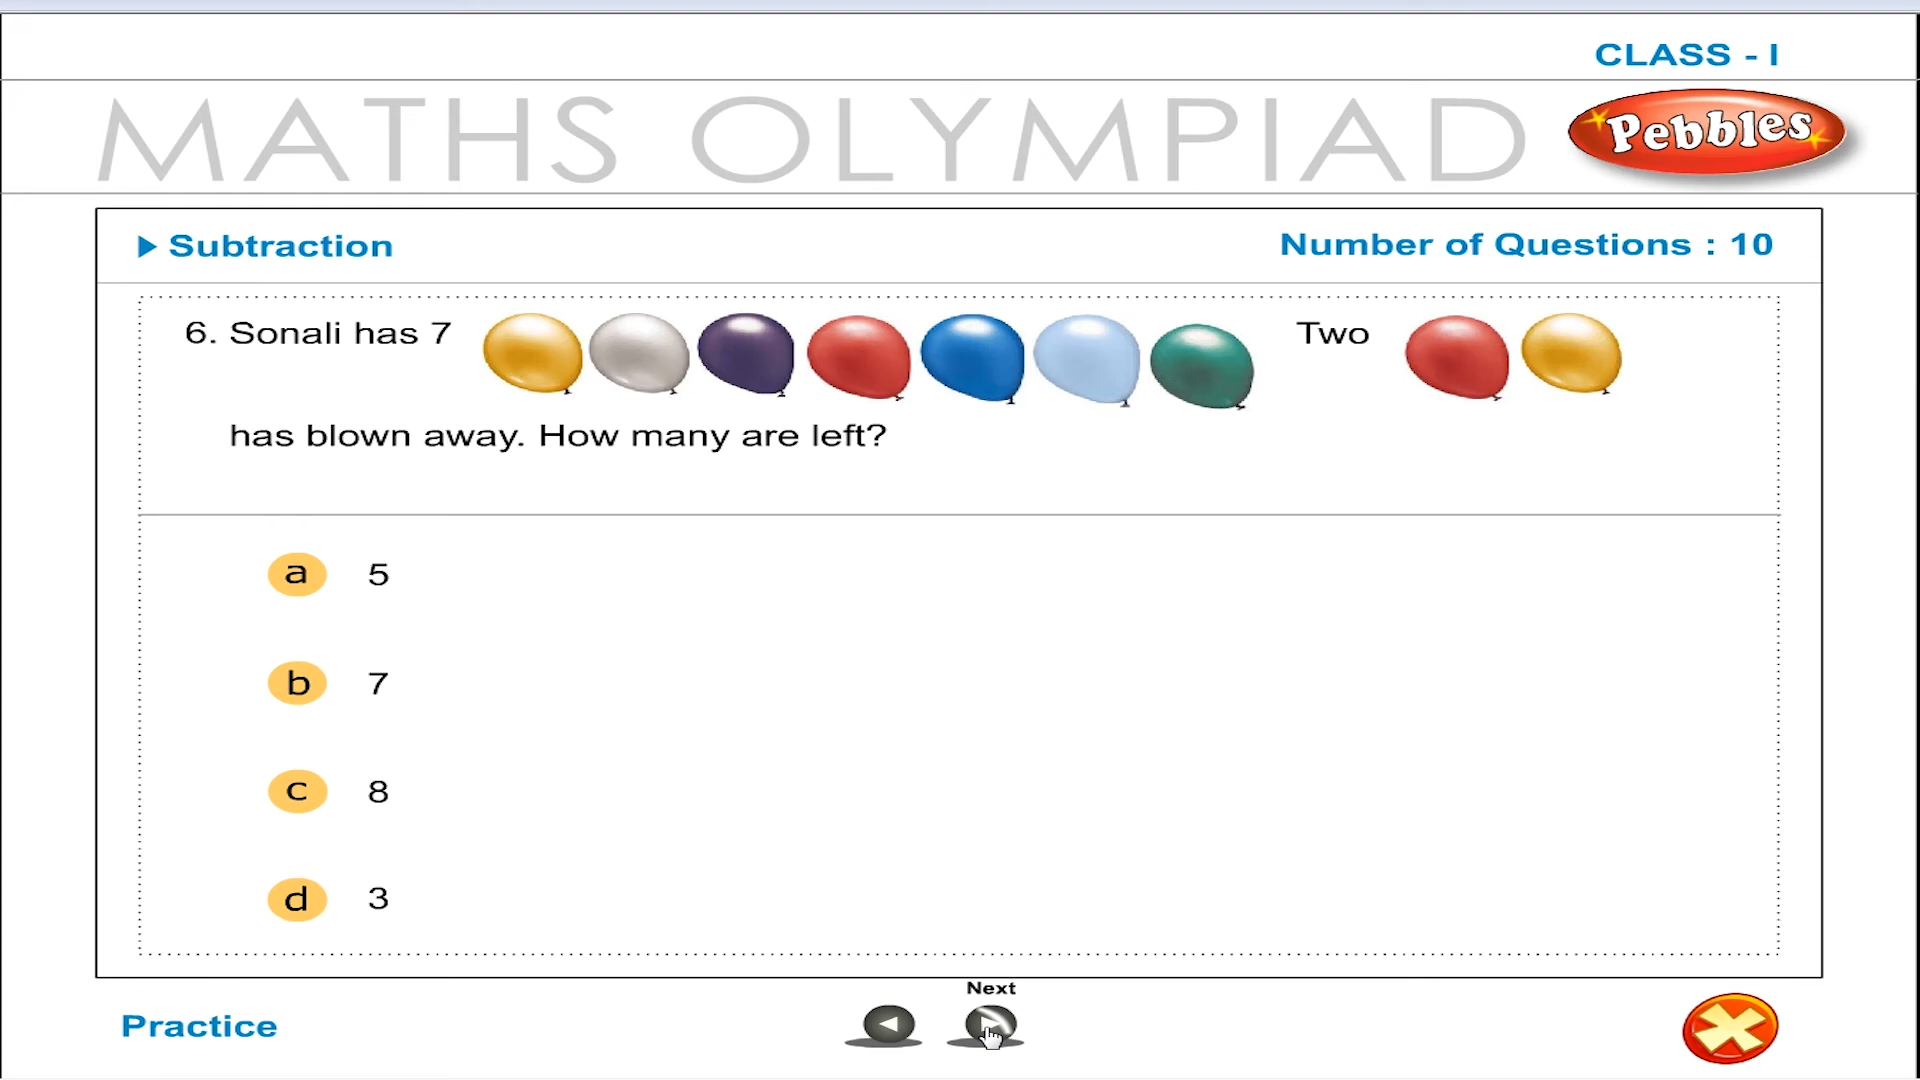 CLASS - I
MATHS OLYMPIAD
Pebbles
Subtraction
Number of Questions : 10
6. Sonali has 7 Two
has blown away. How many are left?
a 5
b 7
c 8
d 3
Next
Practice